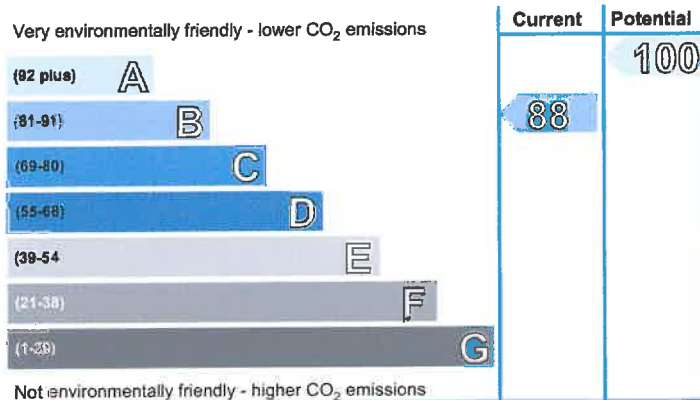 Current Potential
Very environmentally friendly - lower CO₂ emissions
100
(92 plus) A
(81-91) B 88
(69-80) C
(55-68) D
(39-54 E
(21-38) F
(1-20) G
Not environmentally friendly - higher CO₂ emissions